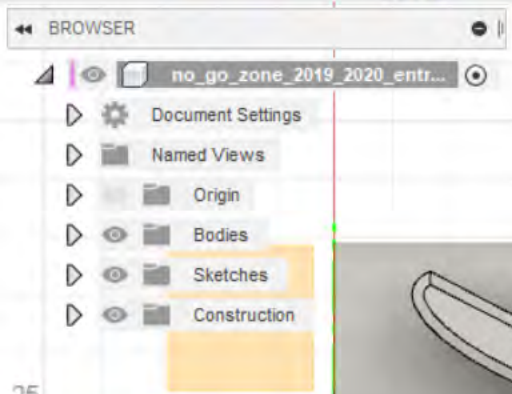 BROWSER
no_go_zone_2019_2020_entr...
Document Settings
Named Views
Origin
Bodies
Sketches
Construction